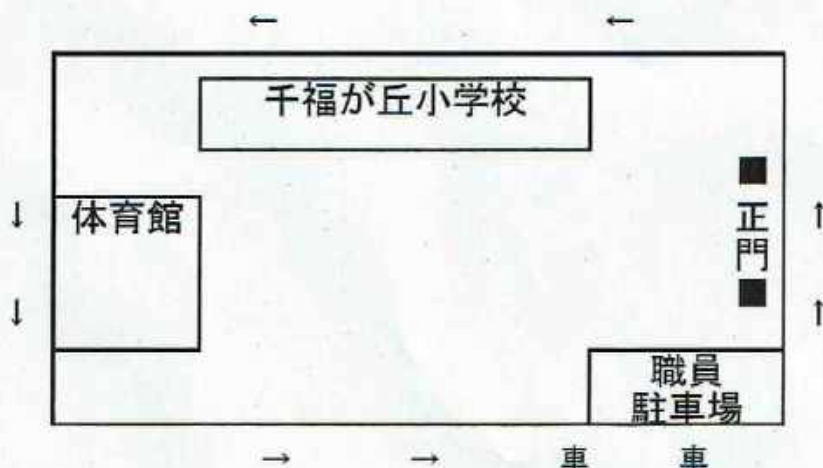 ← ←
千福が丘小学校
↓ 体育館 正門 ↑
↓ ↑
職員
駐車場
→ → 車 車